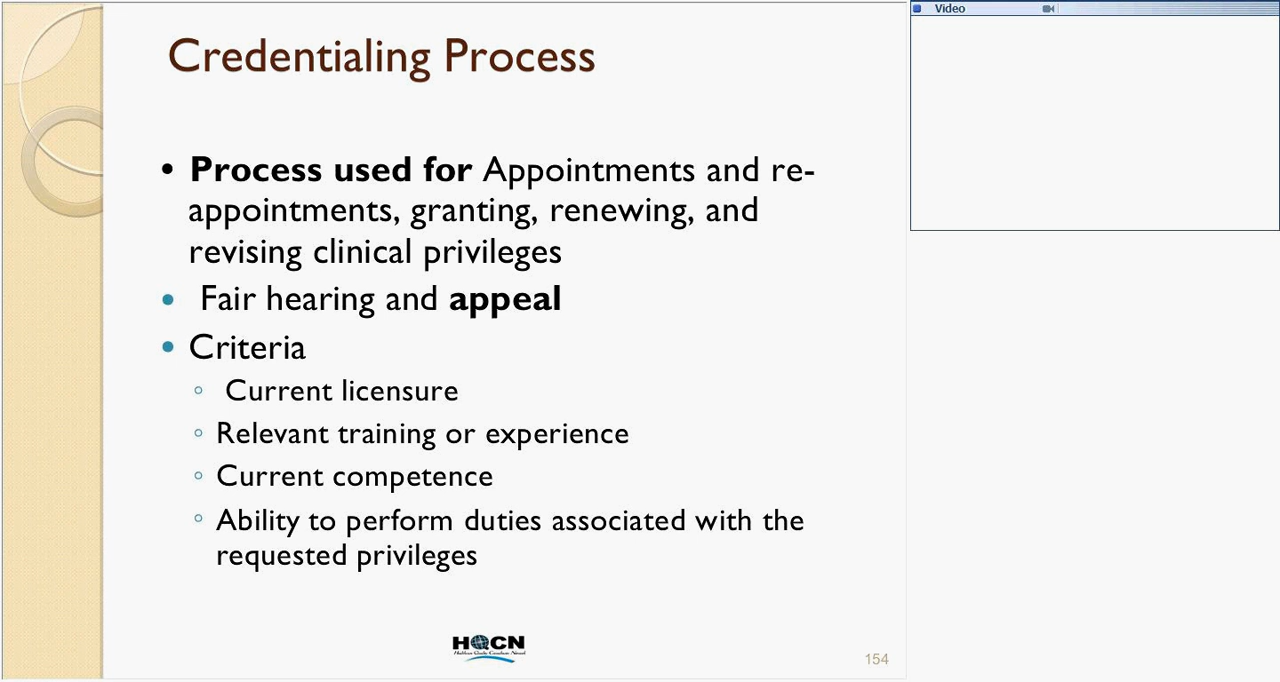 Video
Credentialing Process
• Process used for Appointments and re-
appointments, granting, renewing, and
revising clinical privileges
• Fair hearing and appeal
• Criteria
◦ Current licensure
◦ Relevant training or experience
◦ Current competence
◦ Ability to perform duties associated with the
requested privileges
HQCN
154